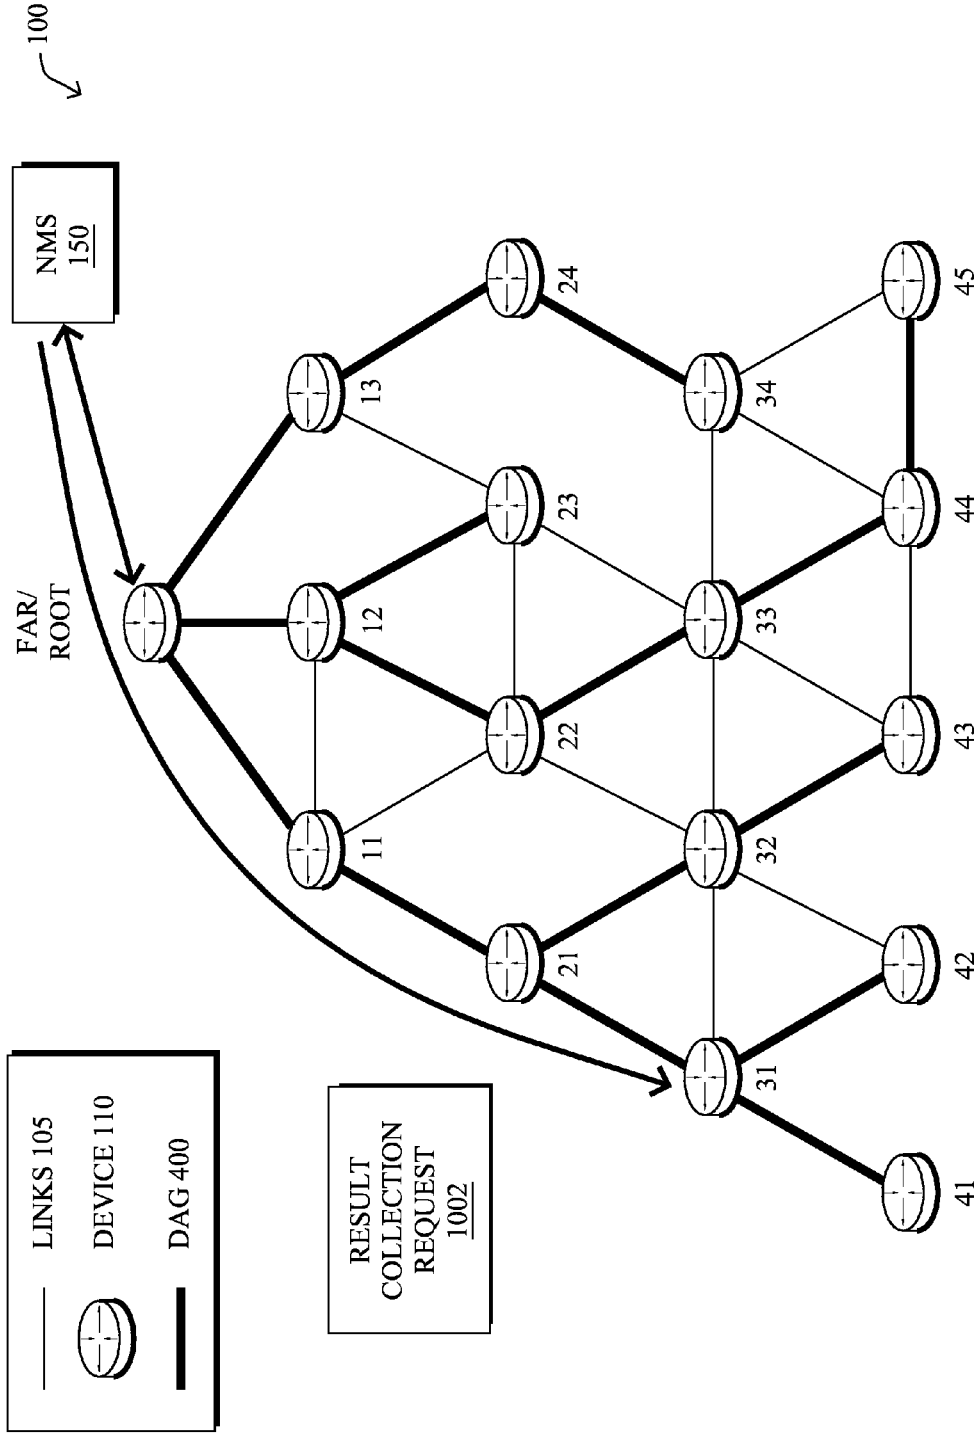 LINKS 105
DEVICE 110
DAG 400
NMS
150
100
FAR/
ROOT
RESULT
COLLECTION
REQUEST
1002
11
12
13
21
22
23
24
31
32
33
34
41
42
43
44
45